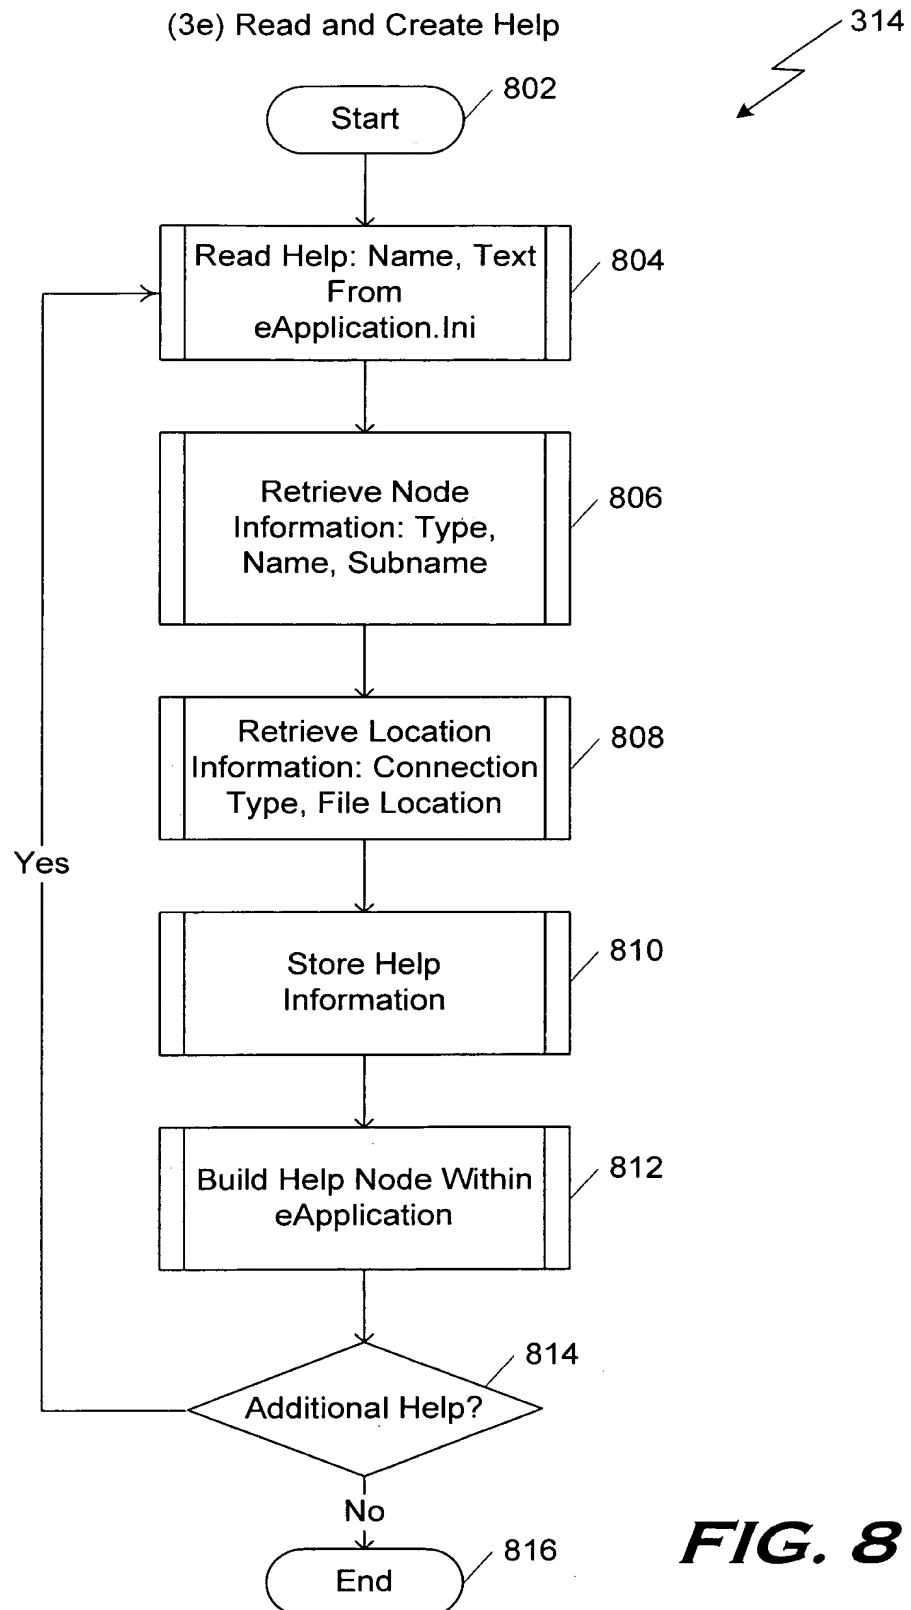 (3e) Read and Create Help
314
802
Start
Read Help: Name, Text
From
eApplication.Ini
804
Retrieve Node
Information: Type,
Name, Subname
806
Retrieve Location
Information: Connection
Type, File Location
808
Yes
Store Help
Information
810
Build Help Node Within
eApplication
812
814
Additional Help?
No
816
End
FIG. 8